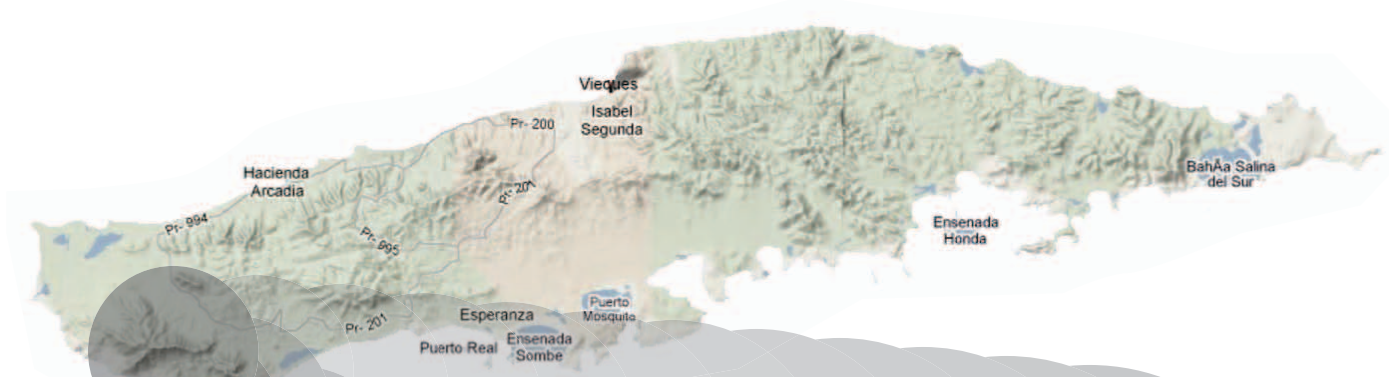 Vieques
Isabel
Segunda
Pr- 200
Hacienda
Arcadia
Pr- 201
Pr- 994
Pr- 995
BahÃa Salina
del Sur
Ensenada
Honda
Puerto
Mosquito
Esperanza
Pr- 201
Ensenada
Sombe
Puerto Real